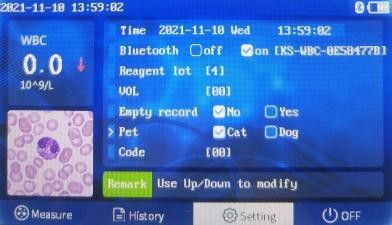 2021-11-10 13:59:02
WBC
0.0 ↓
10^9/L
Time 2021-11-10 Wed 13:59:02
Bluetooth off on [KS-WBC-0E58477B]
Reagent lot [4]
VOL [00]
Empty record No Yes
> Pet Cat Dog
Code [00]
Remark Use Up/Down to modify
Measure History Setting OFF